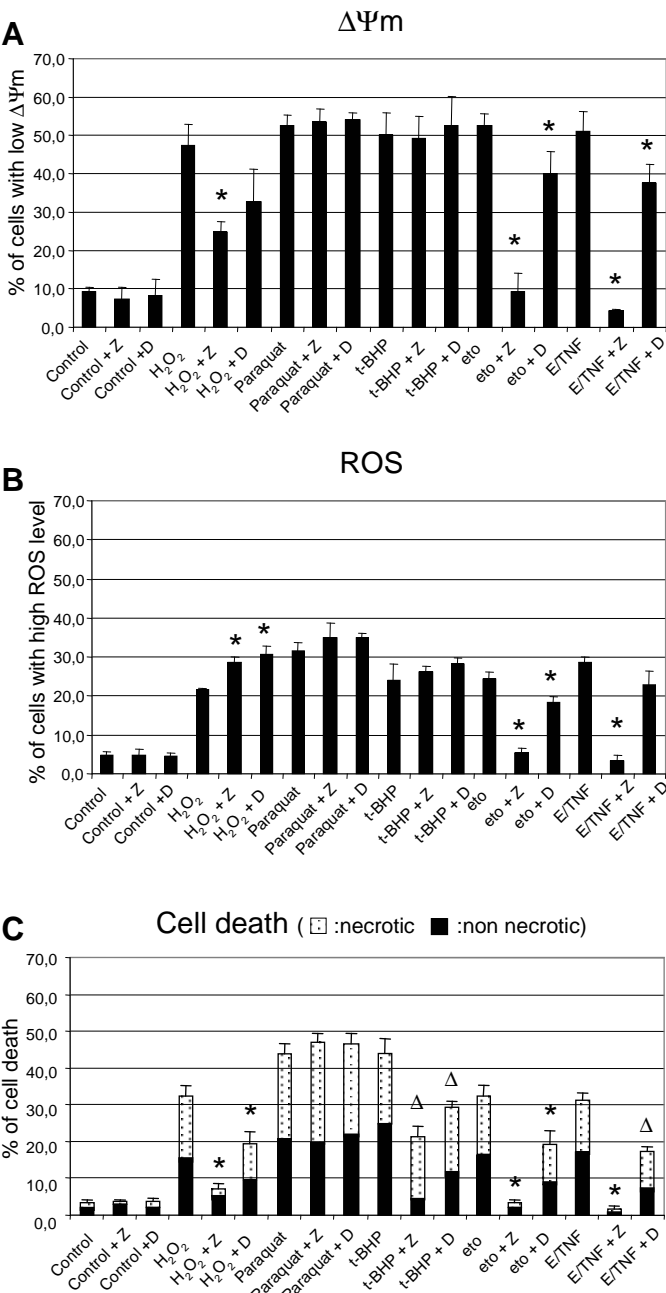 A
ΔΨm
% of cells with low ΔΨm
70,0
60,0
50,0
40,0
30,0
20,0
10,0
0,0
* * * * *
Control
Control + Z
Control +D
H₂O₂
H₂O₂ + Z
H₂O₂ + D
Paraquat
Paraquat + Z
Paraquat + D
t-BHP
t-BHP + Z
t-BHP + D
eto
eto + Z
eto + D
E/TNF
E/TNF + Z
E/TNF + D
B
ROS
% of cells with high ROS level
70,0
60,0
50,0
40,0
30,0
20,0
10,0
0,0
* * * * *
Control
Control + Z
Control +D
H₂O₂
H₂O₂ + Z
H₂O₂ + D
Paraquat
Paraquat + Z
Paraquat + D
t-BHP
t-BHP + Z
t-BHP + D
eto
eto + Z
eto + D
E/TNF
E/TNF + Z
E/TNF + D
C
Cell death ( :necrotic :non necrotic)
% of cell death
70,0
60,0
50,0
40,0
30,0
20,0
10,0
0,0
* * Δ Δ * * * Δ
Control
Control + Z
Control +D
H₂O₂
H₂O₂ + Z
H₂O₂ + D
Paraquat
Paraquat + Z
Paraquat + D
t-BHP
t-BHP + Z
t-BHP + D
eto
eto + Z
eto + D
E/TNF
E/TNF + Z
E/TNF + D